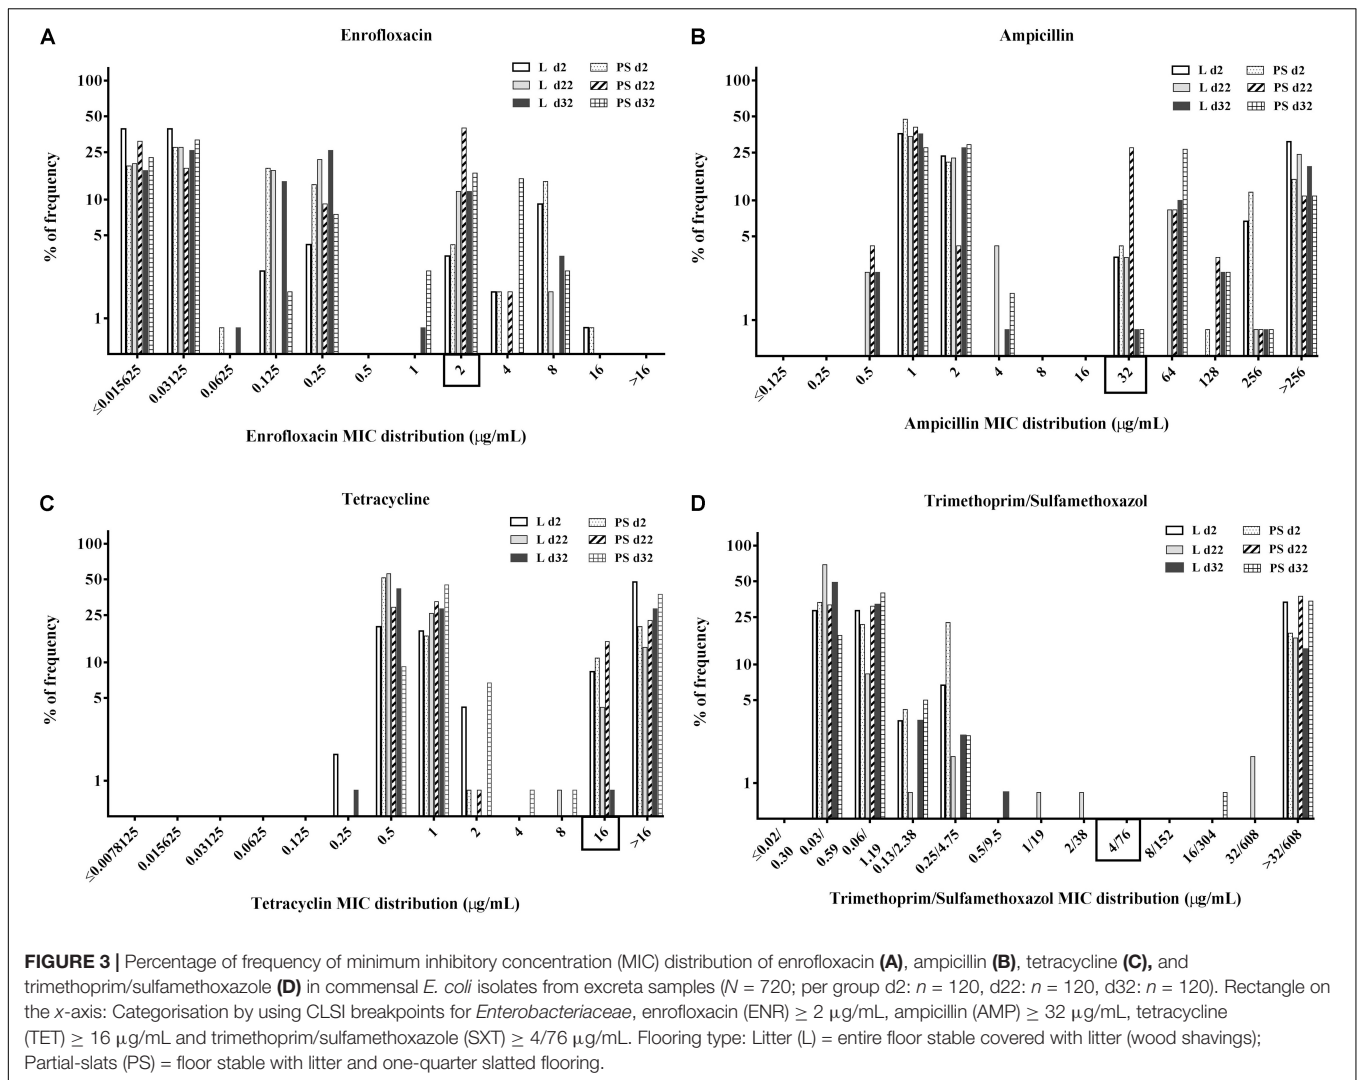 A
Enrofloxacin
L d2
PS d2
L d22
PS d22
L d32
PS d32
% of frequency
100
50
25
10
5
1
≤0.015625
0.03125
0.0625
0.125
0.25
0.5
1
2
4
8
16
>16
Enrofloxacin MIC distribution (μg/mL)
B
Ampicillin
L d2
PS d2
L d22
PS d22
L d32
PS d32
% of frequency
100
50
25
10
5
1
≤0.125
0.25
0.5
1
2
4
8
16
32
64
128
256
>256
Ampicillin MIC distribution (μg/mL)
C
Tetracycline
L d2
PS d2
L d22
PS d22
L d32
PS d32
% of frequency
100
50
25
10
5
1
≤0.0078125
0.015625
0.03125
0.0625
0.125
0.25
0.5
1
2
4
8
16
>16
Tetracyclin MIC distribution (μg/mL)
D
Trimethoprim/Sulfamethoxazol
L d2
PS d2
L d22
PS d22
L d32
PS d32
% of frequency
100
50
25
10
5
1
≤0.02/
0.30
0.03/
0.59
0.06/
1.19
0.13/2.38
0.25/4.75
0.5/9.5
1/19
2/38
4/76
8/152
16/304
32/608
>32/608
Trimethoprim/Sulfamethoxazol MIC distribution (μg/mL)
FIGURE 3 | Percentage of frequency of minimum inhibitory concentration (MIC) distribution of enrofloxacin (A), ampicillin (B), tetracycline (C), and
trimethoprim/sulfamethoxazole (D) in commensal E. coli isolates from excreta samples (N = 720; per group d2: n = 120, d22: n = 120, d32: n = 120). Rectangle on
the x-axis: Categorisation by using CLSI breakpoints for Enterobacteriaceae, enrofloxacin (ENR) ≥ 2 μg/mL, ampicillin (AMP) ≥ 32 μg/mL, tetracycline
(TET) ≥ 16 μg/mL and trimethoprim/sulfamethoxazole (SXT) ≥ 4/76 μg/mL. Flooring type: Litter (L) = entire floor stable covered with litter (wood shavings);
Partial-slats (PS) = floor stable with litter and one-quarter slatted flooring.